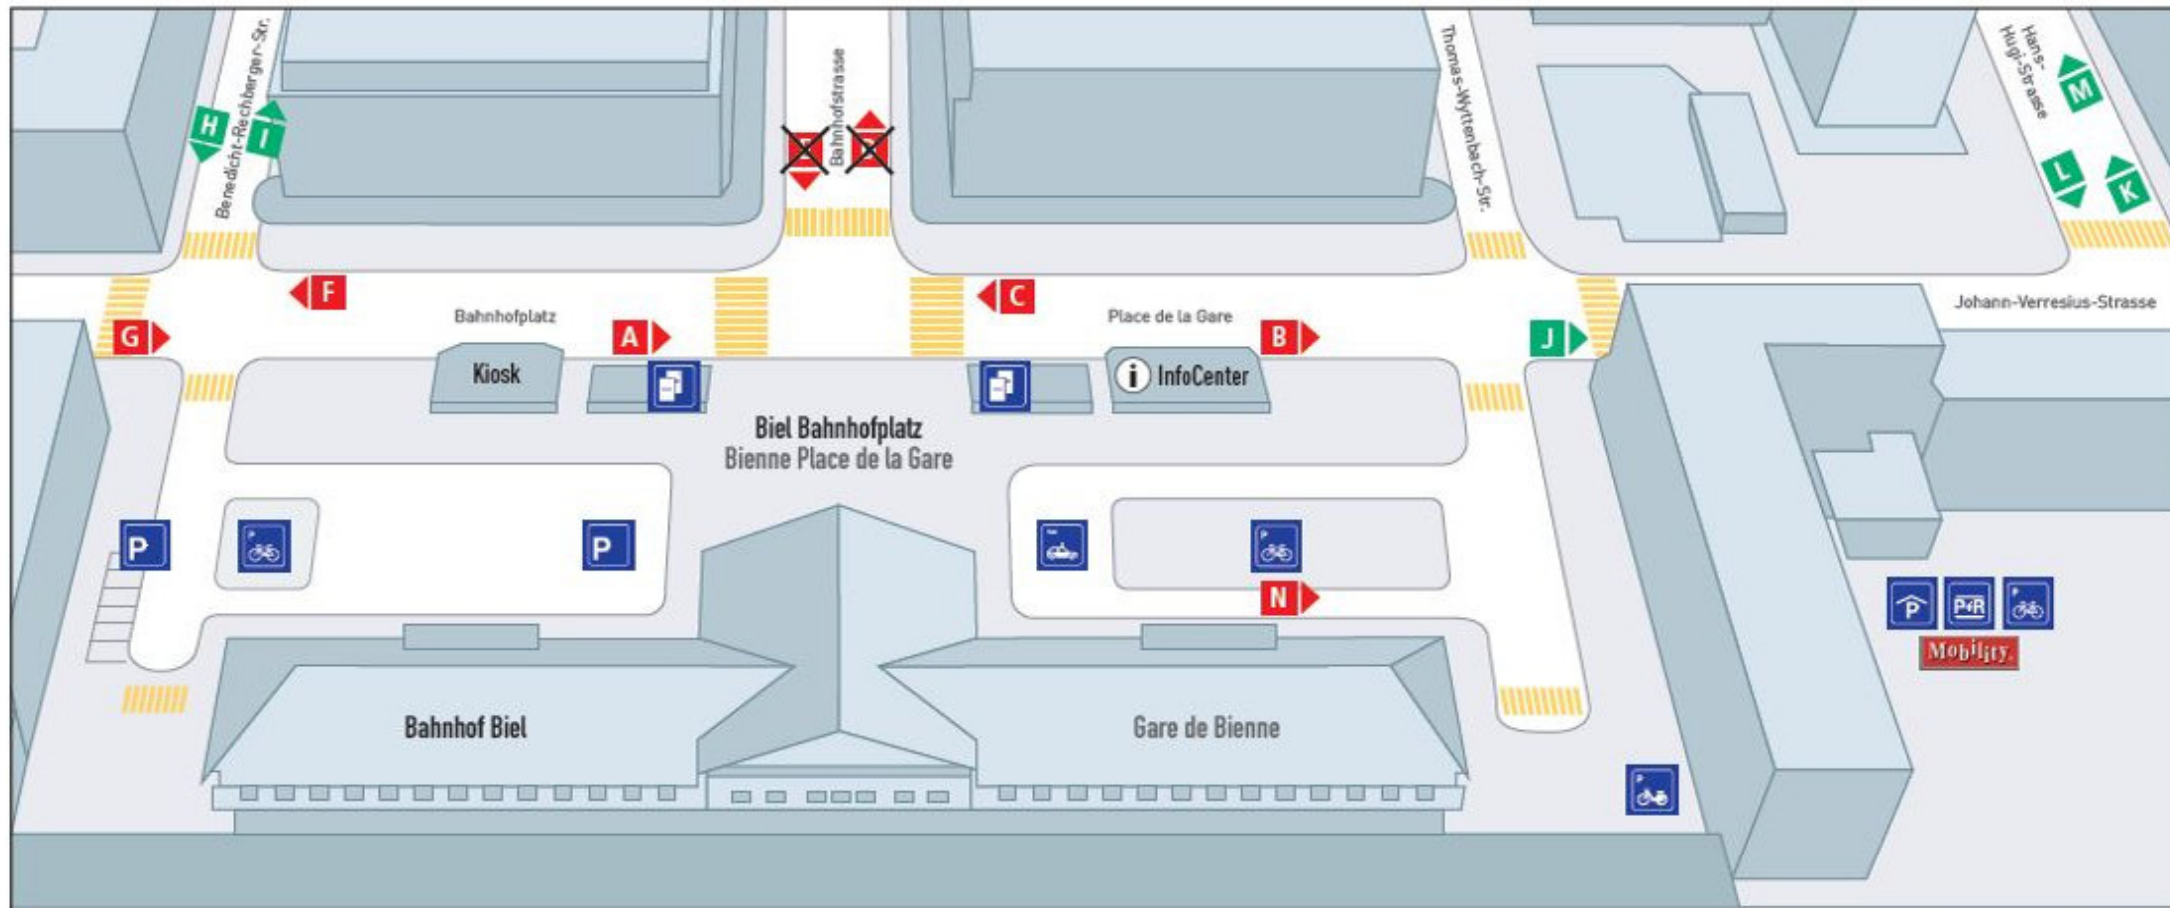 Benedicht-Rechberger-Str.
Bahnhofstrasse
Thomas-Wyttenbach-Str.
Hans-
Hugi-Strasse
H
I
M
L
K
F
C
Johann-Verresius-Strasse
Bahnhofplatz
Place de la Gare
G
A
B
J
Kiosk
i InfoCenter
Biel Bahnhofplatz
Bienne Place de la Gare
P
P
P
P
N
P
P+R
P
Mobility
Bahnhof Biel
Gare de Bienne
P